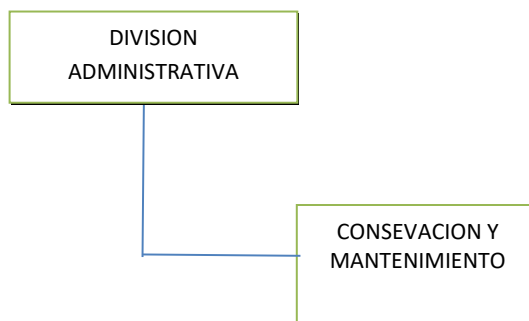 DIVISION
ADMINISTRATIVA
CONSEVACION Y
MANTENIMIENTO